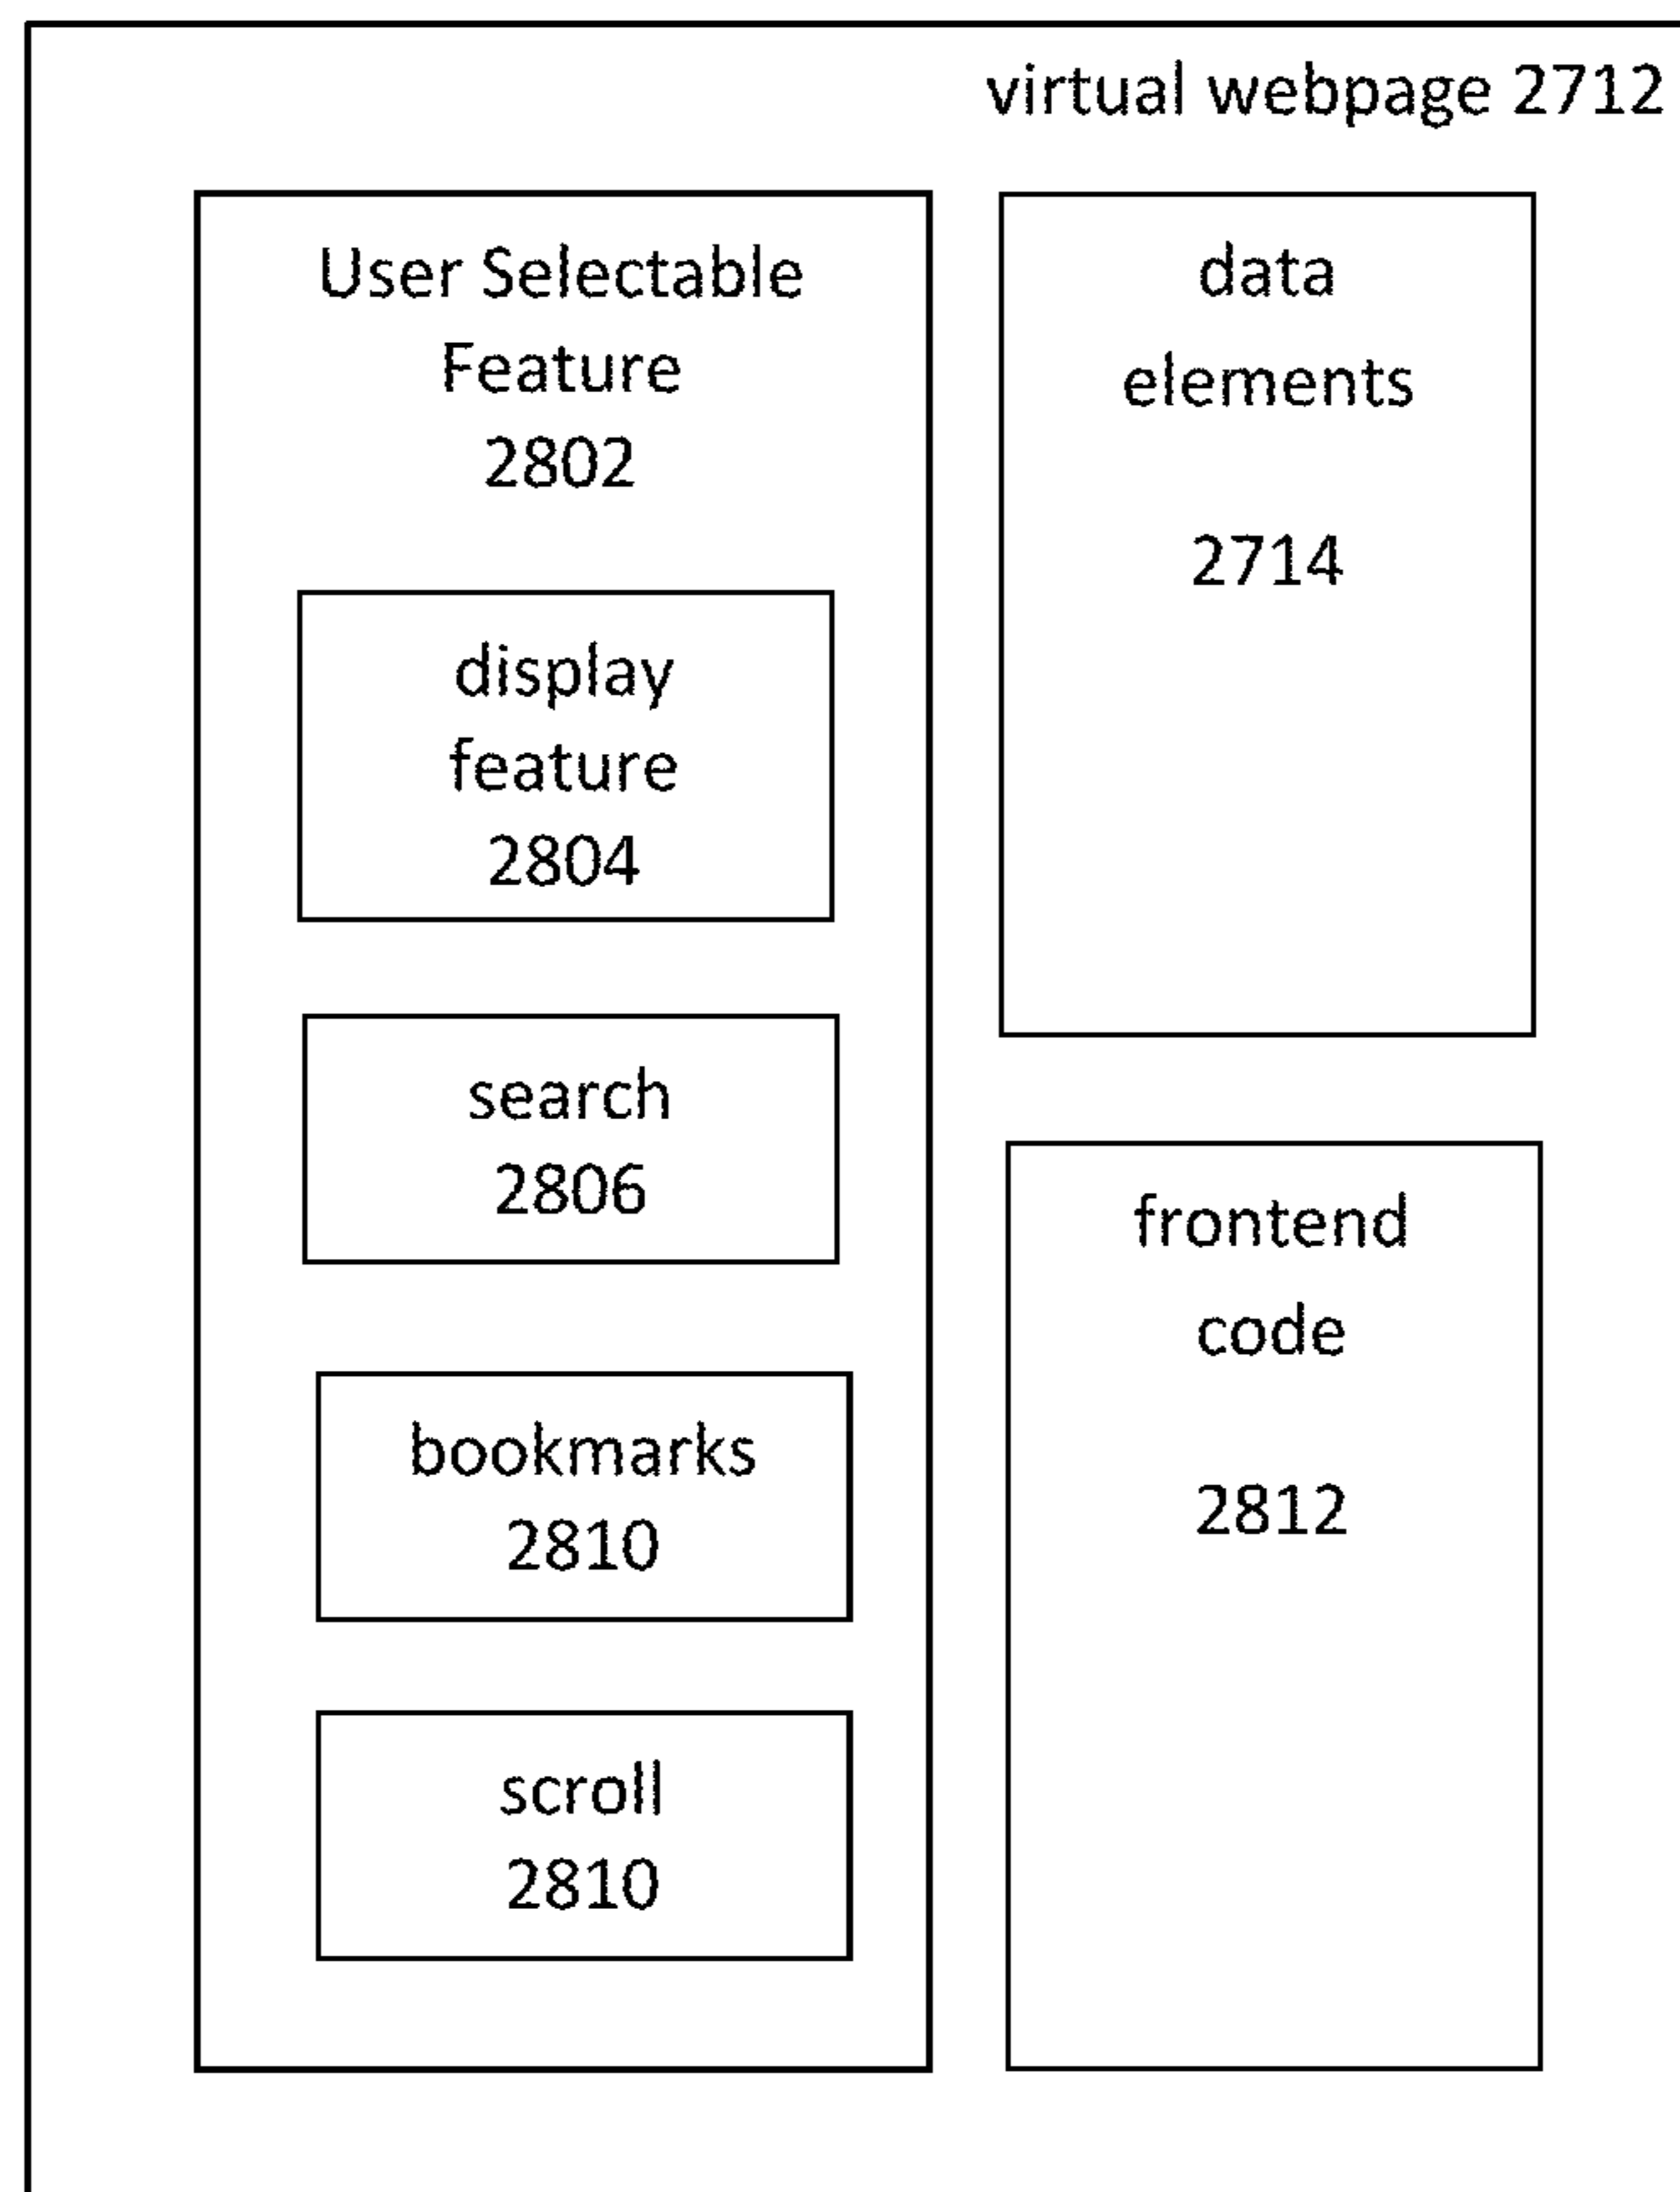 virtual webpage 2712
User Selectable
Feature
2802
display
feature
2804
search
2806
bookmarks
2810
scroll
2810
data
elements
2714
frontend
code
2812